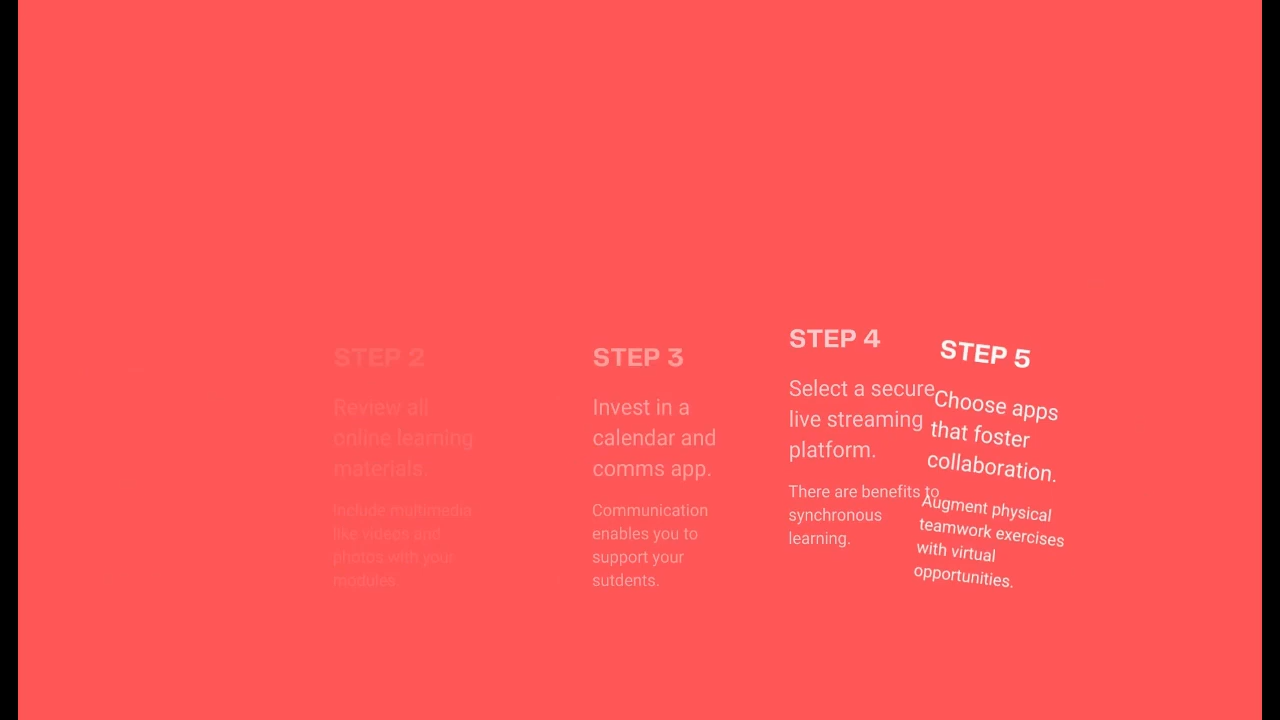 STEP 2
Review all
online learning
materials.
Include multimedia
like videos and
photos with your
modules.
STEP 3
Invest in a
calendar and
comms app.
Communication
enables you to
support your
sutdents.
STEP 4
Select a secure
live streaming
platform.
There are benefits to
synchronous
learning.
STEP 5
Choose apps
that foster
collaboration.
Augment physical
teamwork exercises
with virtual
opportunities.